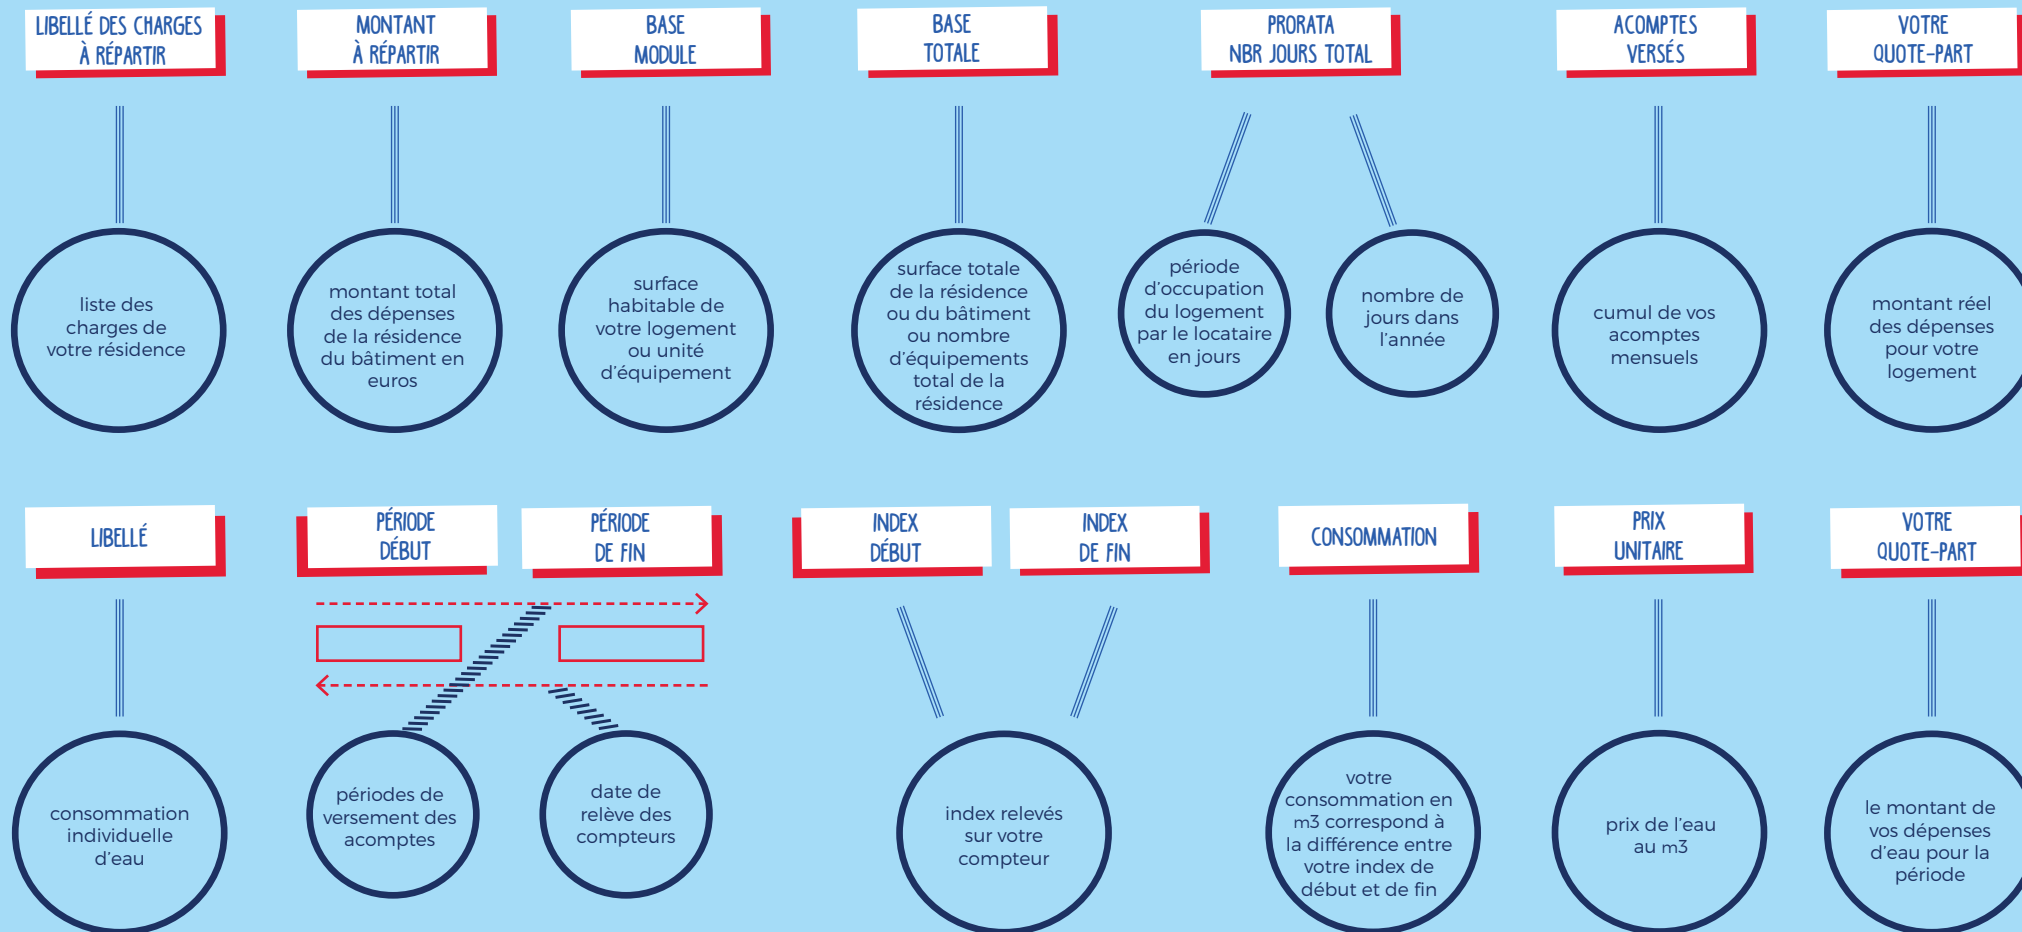 LIBELLÉ DES CHARGES
À RÉPARTIR
MONTANT
À RÉPARTIR
BASE
MODULE
BASE
TOTALE
PRORATA
NBR JOURS TOTAL
ACOMPTES
VERSÉS
VOTRE
QUOTE-PART
liste des
charges de
votre résidence
montant total
des dépenses
de la résidence
du bâtiment en
euros
surface
habitable de
votre logement
ou unité
d'équipement
surface totale
de la résidence
ou du bâtiment
ou nombre
d'équipements
total de la
résidence
période
d'occupation
du logement
par le locataire
en jours
nombre de
jours dans
l'année
cumul de vos
acomptes
mensuels
montant réel
des dépenses
pour votre
logement
LIBELLÉ
PÉRIODE
DÉBUT
PÉRIODE
DE FIN
INDEX
DÉBUT
INDEX
DE FIN
CONSOMMATION
PRIX
UNITAIRE
VOTRE
QUOTE-PART
consommation
individuelle
d'eau
périodes de
versement des
acomptes
date de
relève des
compteurs
index relevés
sur votre
compteur
votre
consommation en
m3 correspond à
la différence entre
votre index de
début et de fin
prix de l'eau
au m3
le montant de
vos dépenses
d'eau pour la
période